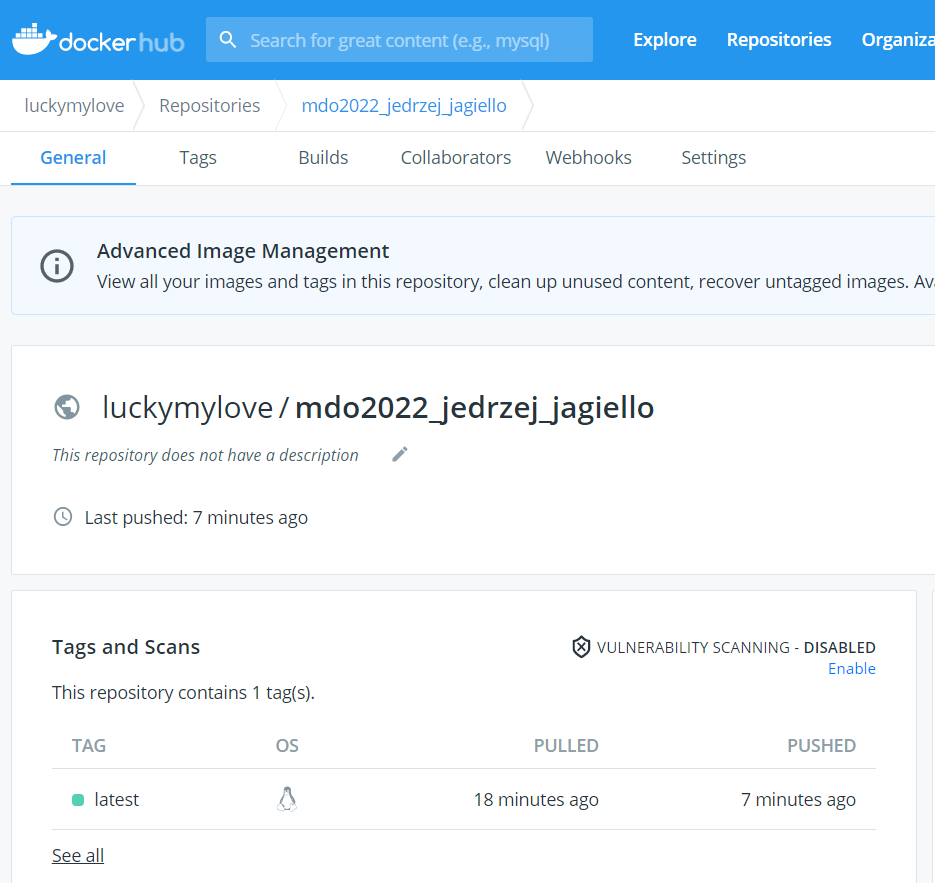 docker hub Search for great content (e.g., mysql) Explore Repositories Organiza
luckymylove Repositories mdo2022_jedrzej_jagiello
General Tags Builds Collaborators Webhooks Settings
Advanced Image Management
View all your images and tags in this repository, clean up unused content, recover untagged images. Ava
luckymylove / mdo2022_jedrzej_jagiello
This repository does not have a description
Last pushed: 7 minutes ago
Tags and Scans
VULNERABILITY SCANNING - DISABLED
Enable
This repository contains 1 tag(s).
TAG OS PULLED PUSHED
latest 18 minutes ago 7 minutes ago
See all